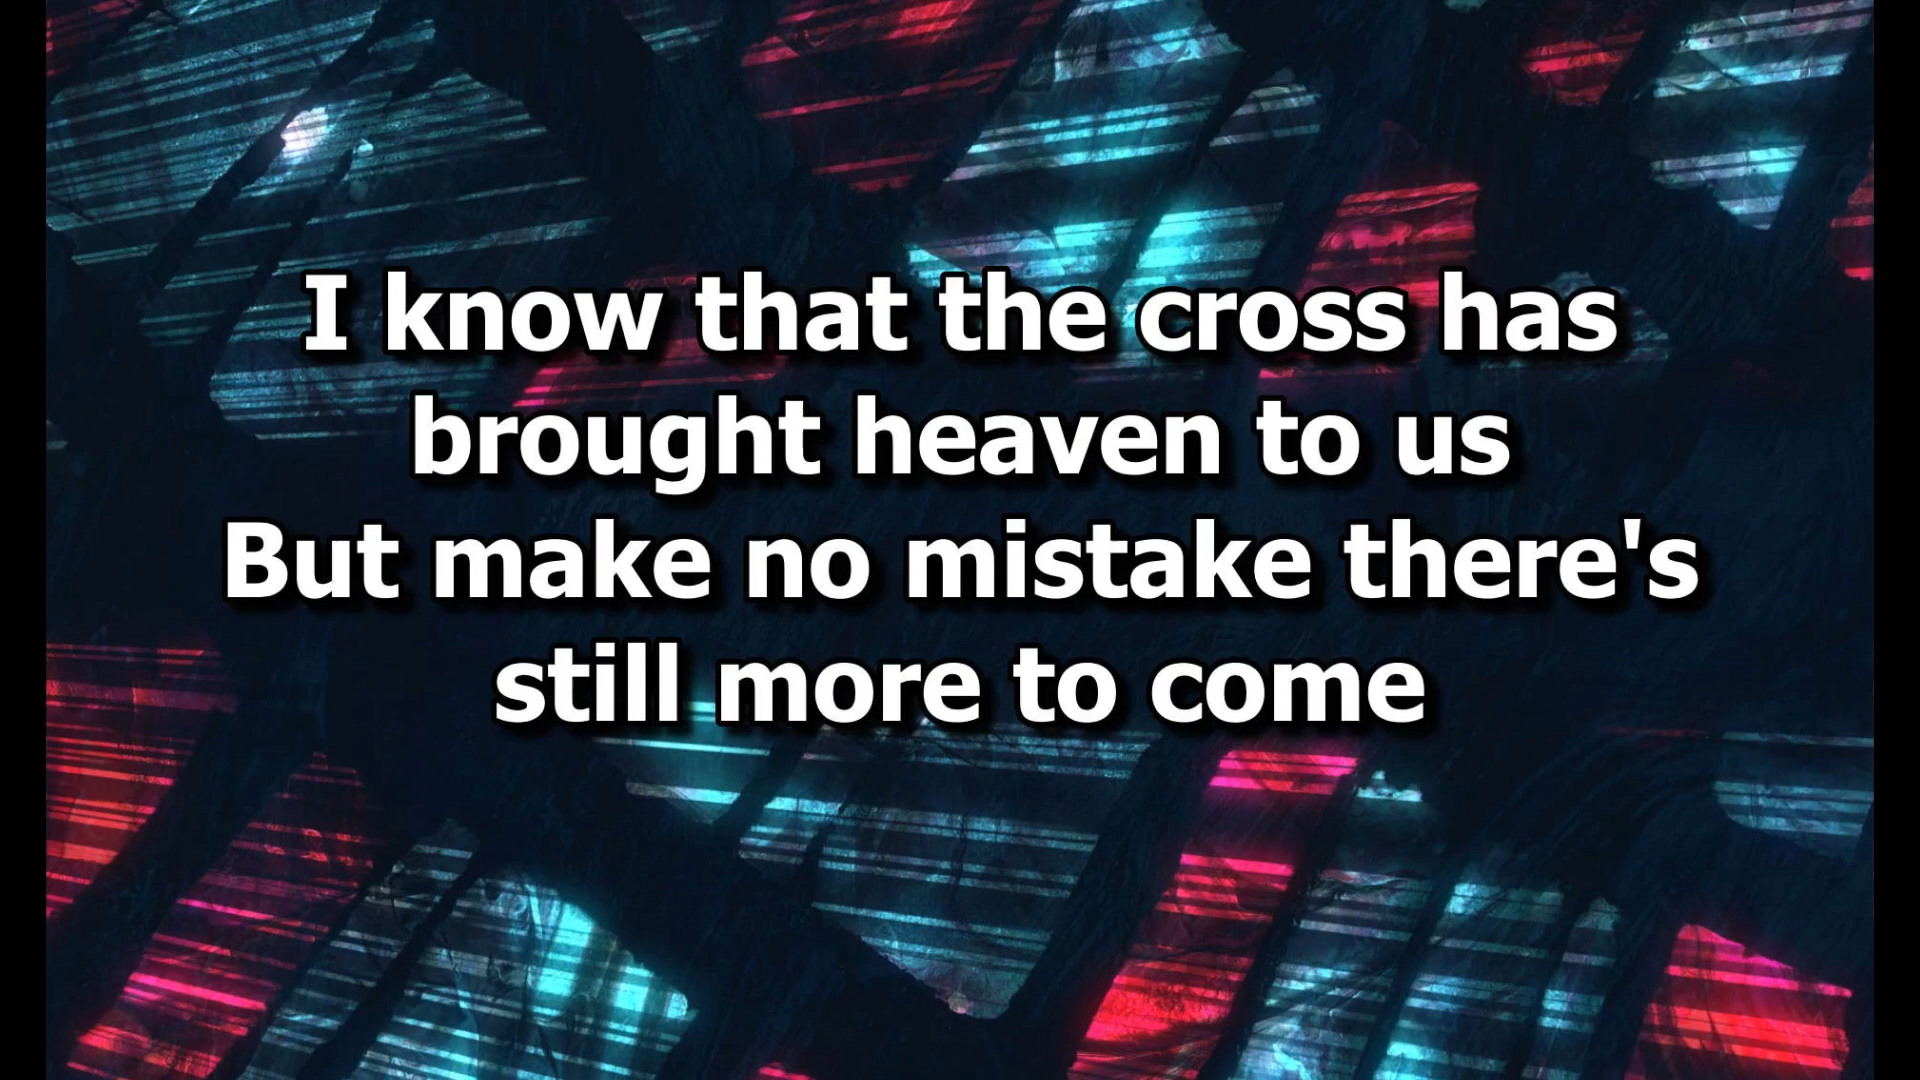 I know that the cross has
brought heaven to us
But make no mistake there's
still more to come